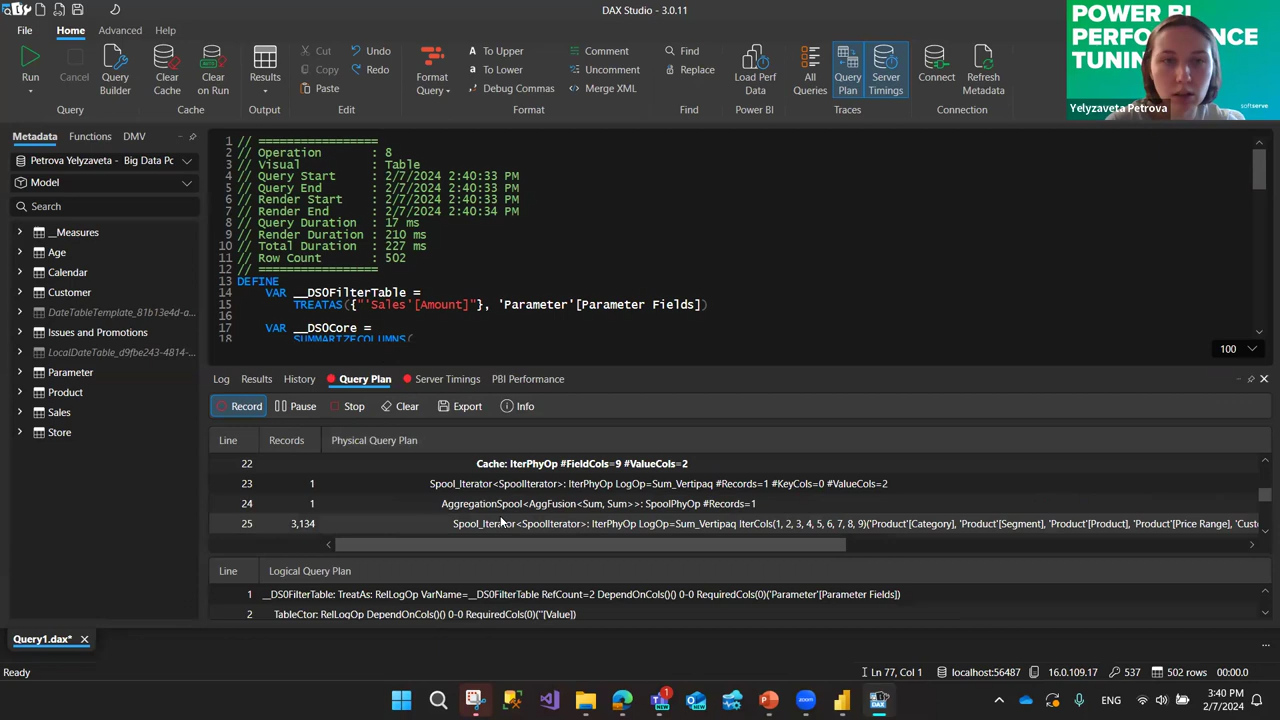 DAX Studio - 3.0.11
File
Home
Advanced
Help
Run
Cancel
Query Builder
Clear Cache
Clear on Run
Results
Cut
Copy
Paste
Undo
Redo
Format Query
To Upper
To Lower
Debug Commas
Comment
Uncomment
Merge XML
Find
Replace
Load Perf Data
All Queries
Query Plan
Server Timings
Connect
Refresh Metadata
Query
Cache
Output
Edit
Format
Find
Power BI
Traces
Connection
POWER BI
PERFORMANCE
TUNING
Yelyzaveta Petrova
softserve
Metadata
Functions
DMV
Petrova Yelyzaveta - Big Data Pc
Model
Search
__Measures
Age
Calendar
Customer
DateTableTemplate_81b13e4d-a...
Issues and Promotions
LocalDateTable_d9fbe243-4814-...
Parameter
Product
Sales
Store
1 // =================
2 // Operation : 8
3 // Visual : Table
4 // Query Start : 2/7/2024 2:40:33 PM
5 // Query End : 2/7/2024 2:40:33 PM
6 // Render Start : 2/7/2024 2:40:33 PM
7 // Render End : 2/7/2024 2:40:34 PM
8 // Query Duration : 17 ms
9 // Render Duration : 210 ms
10 // Total Duration : 227 ms
11 // Row Count : 502
12 // =================
13 DEFINE
14 VAR __DS0FilterTable =
15 TREATAS({"'Sales'[Amount]"}, 'Parameter'[Parameter Fields])
16
17 VAR __DS0Core =
18 SUMMARIZECOLUMNS(
100
Log
Results
History
Query Plan
Server Timings
PBI Performance
Record
Pause
Stop
Clear
Export
Info
Line Records Physical Query Plan
22 Cache: IterPhyOp #FieldCols=9 #ValueCols=2
23 1 Spool_Iterator<SpoolIterator>: IterPhyOp LogOp=Sum_Vertipaq #Records=1 #KeyCols=0 #ValueCols=2
24 1 AggregationSpool<AggFusion<Sum, Sum>>: SpoolPhyOp #Records=1
25 3,134 Spool_Iterator<SpoolIterator>: IterPhyOp LogOp=Sum_Vertipaq IterCols(1, 2, 3, 4, 5, 6, 7, 8, 9)('Product'[Category], 'Product'[Segment], 'Product'[Product], 'Product'[Price Range], 'Custo
Line Logical Query Plan
1 __DS0FilterTable: TreatAs: RelLogOp VarName=__DS0FilterTable RefCount=2 DependOnCols()() 0-0 RequiredCols(0)('Parameter'[Parameter Fields])
2 TableCtor: RelLogOp DependOnCols()() 0-0 RequiredCols(0)(''[Value])
Query1.dax*
Ready
Ln 77, Col 1
localhost:56487
16.0.109.17
537
502 rows
00:00.0
1
NEW
NEW
ENG
3:40 PM
2/7/2024